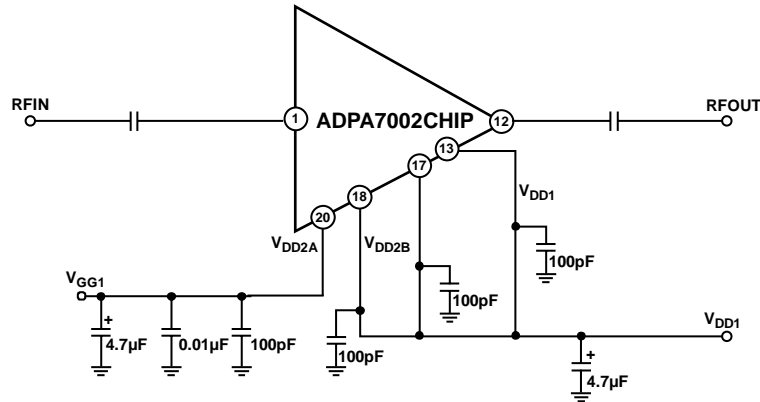 RFIN
1
ADPA7002CHIP
12
RFOUT
13
17
18
20
VDD1
VDD2A
VDD2B
100pF
VGG1
100pF
VDD1
+
4.7µF
0.01µF
100pF
100pF
+
4.7µF